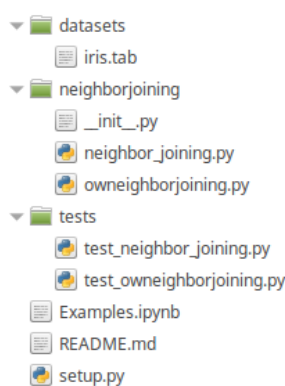 datasets
iris.tab
neighborjoining
__init__.py
neighbor_joining.py
owneighborjoining.py
tests
test_neighbor_joining.py
test_owneighborjoining.py
Examples.ipynb
README.md
setup.py